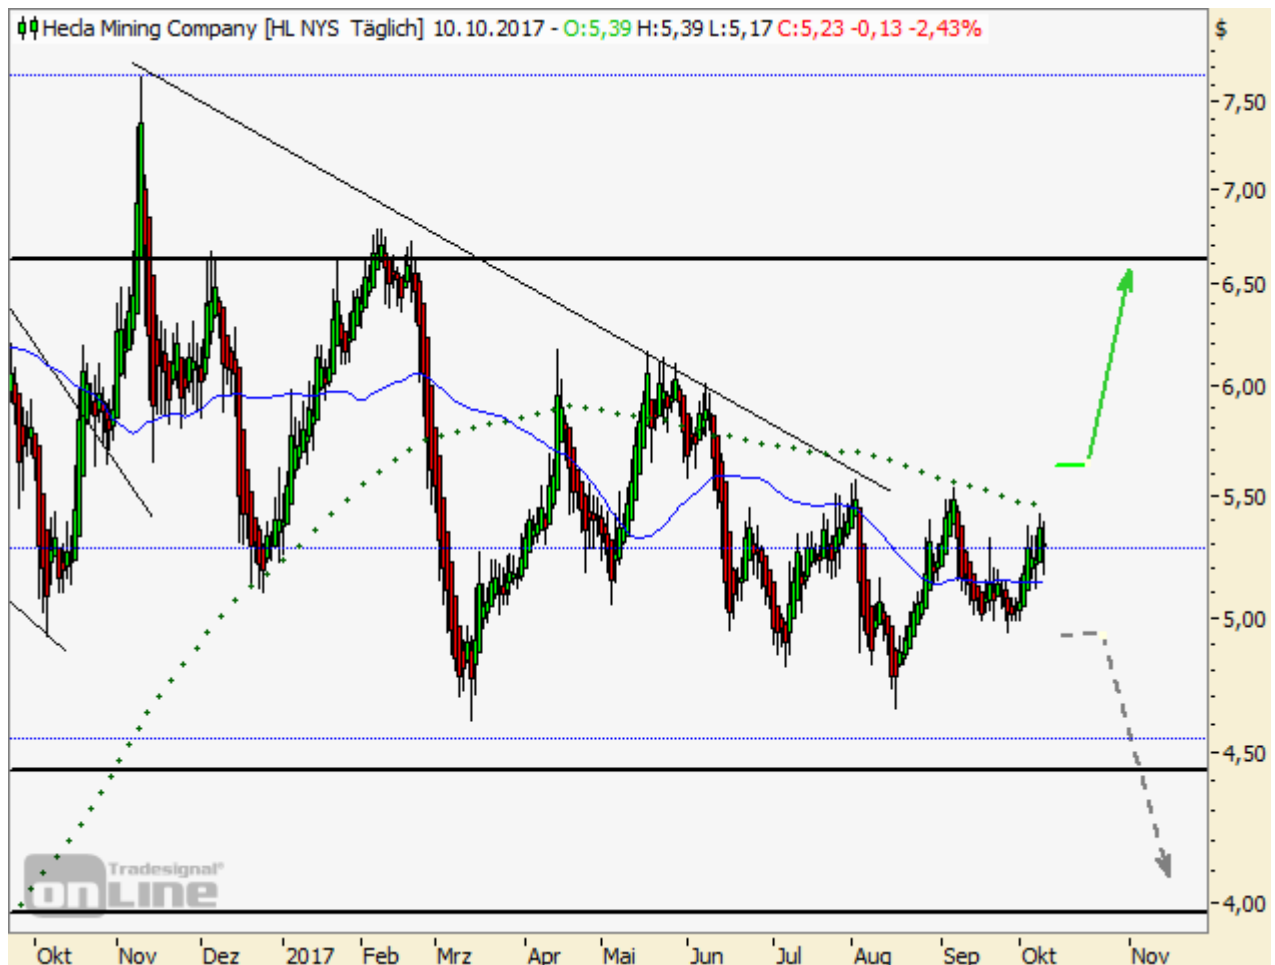 Hecla Mining Company [HL NYS Täglich] 10.10.2017 - O:5,39 H:5,39 L:5,17 C:5,23 -0,13 -2,43%
$
7,50
7,00
6,50
6,00
5,50
5,00
4,50
4,00
Tradesignal®
onLine
Okt Nov Dez 2017 Feb Mrz Apr Mai Jun Jul Aug Sep Okt Nov